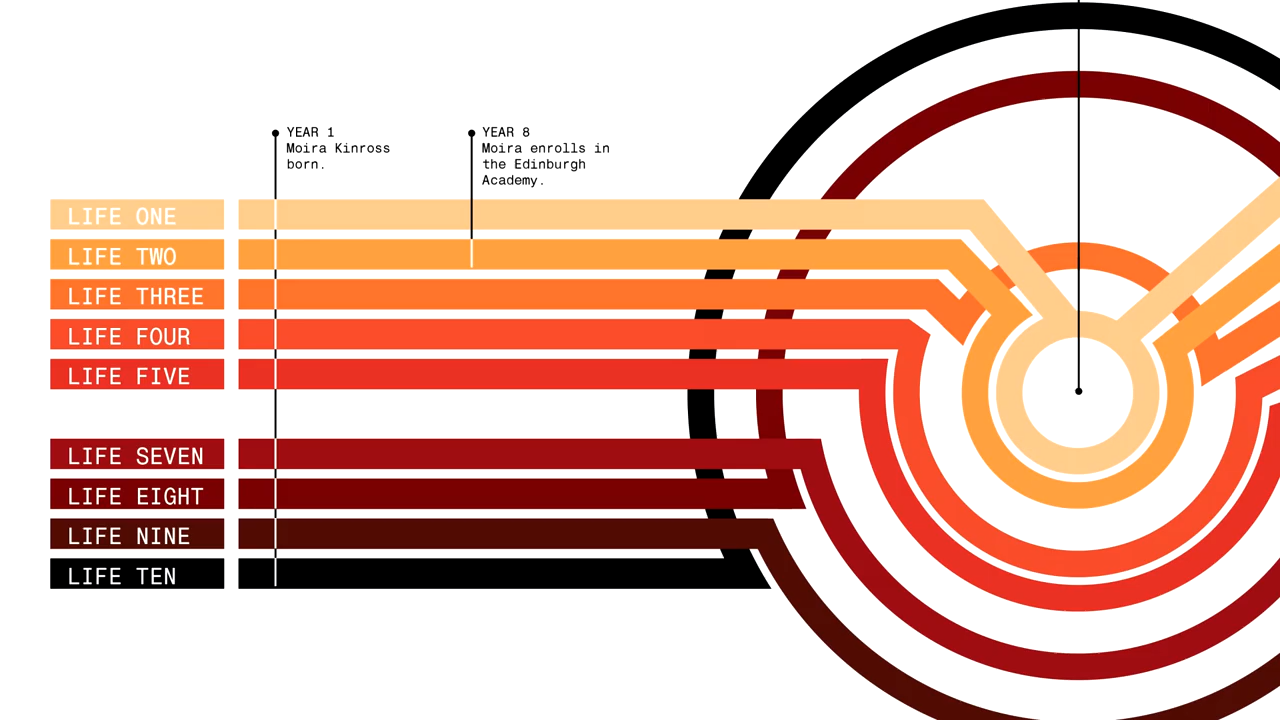 YEAR 1
Moira Kinross
born.
YEAR 8
Moira enrolls in
the Edinburgh
Academy.
LIFE ONE
LIFE TWO
LIFE THREE
LIFE FOUR
LIFE FIVE
LIFE SEVEN
LIFE EIGHT
LIFE NINE
LIFE TEN